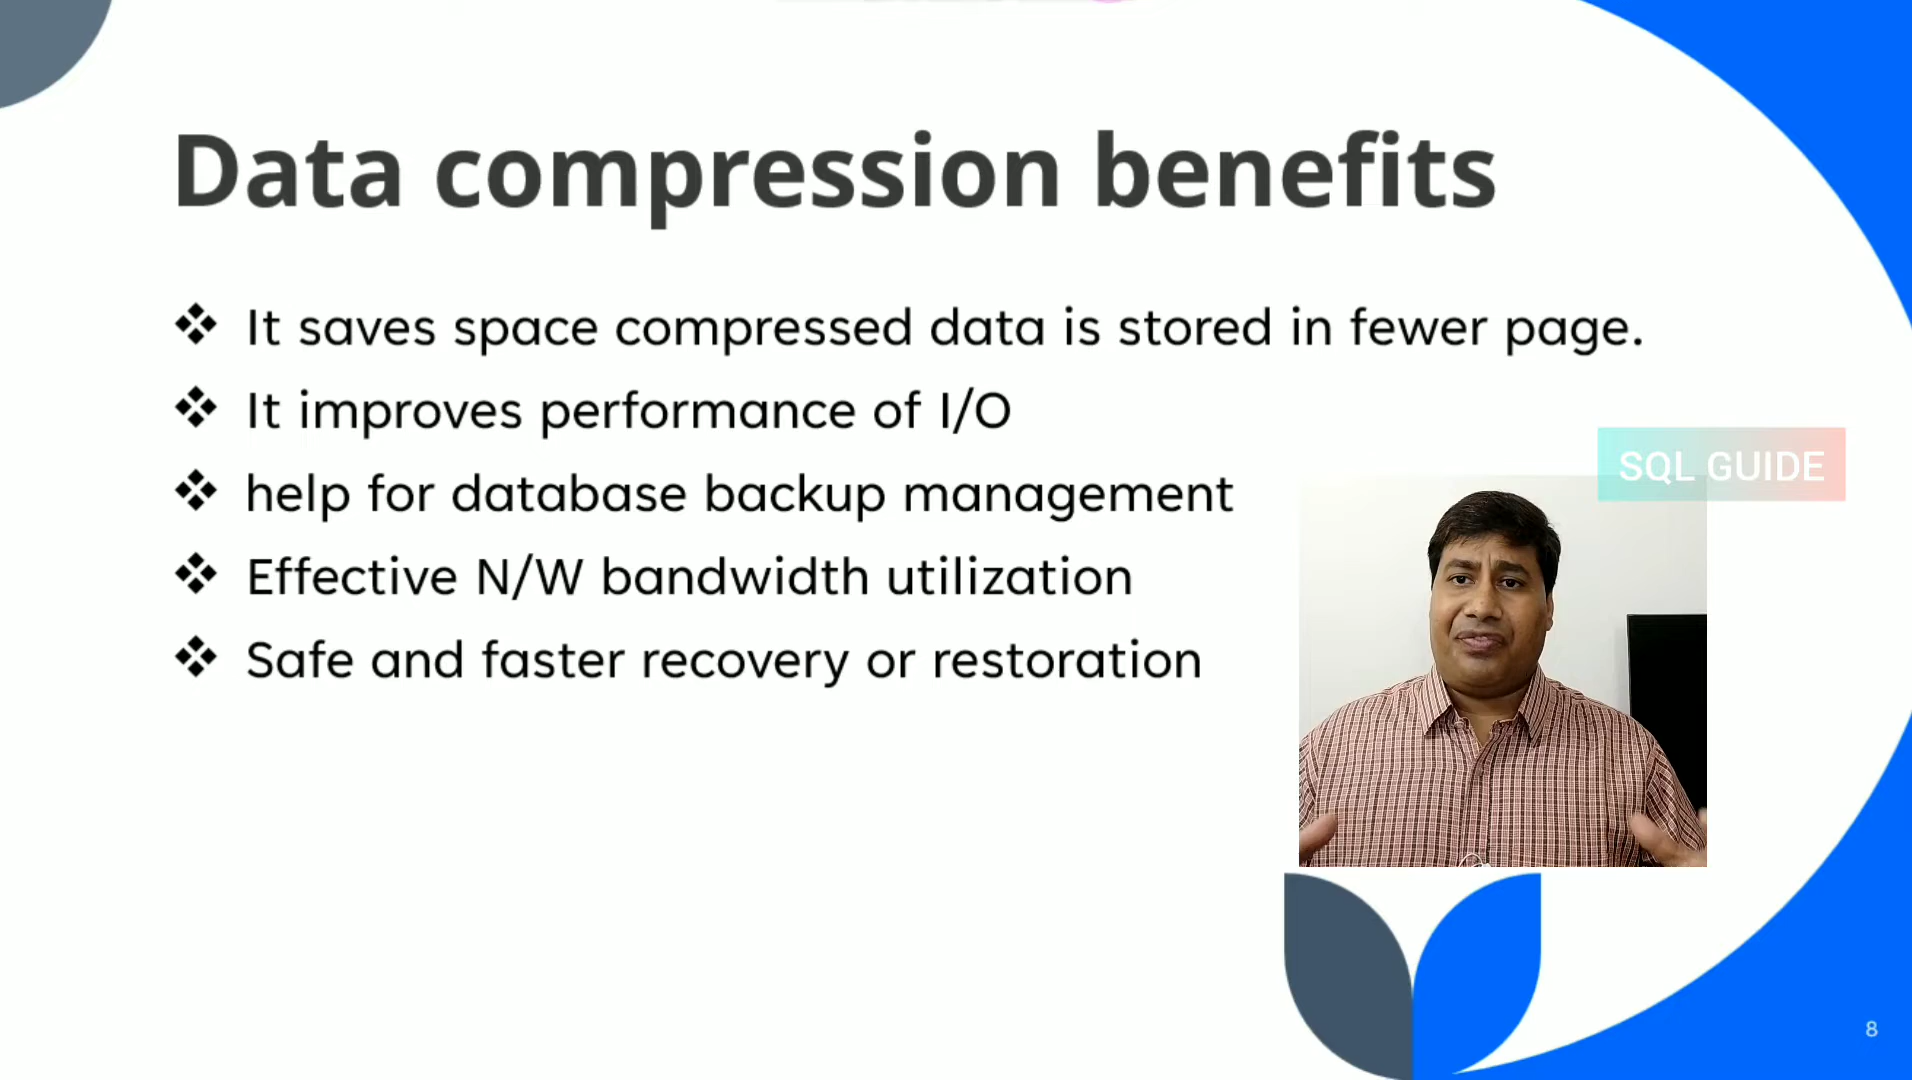 Data compression benefits
It saves space compressed data is stored in fewer page.
It improves performance of I/O
help for database backup management
Effective N/W bandwidth utilization
Safe and faster recovery or restoration
SQL GUIDE
8